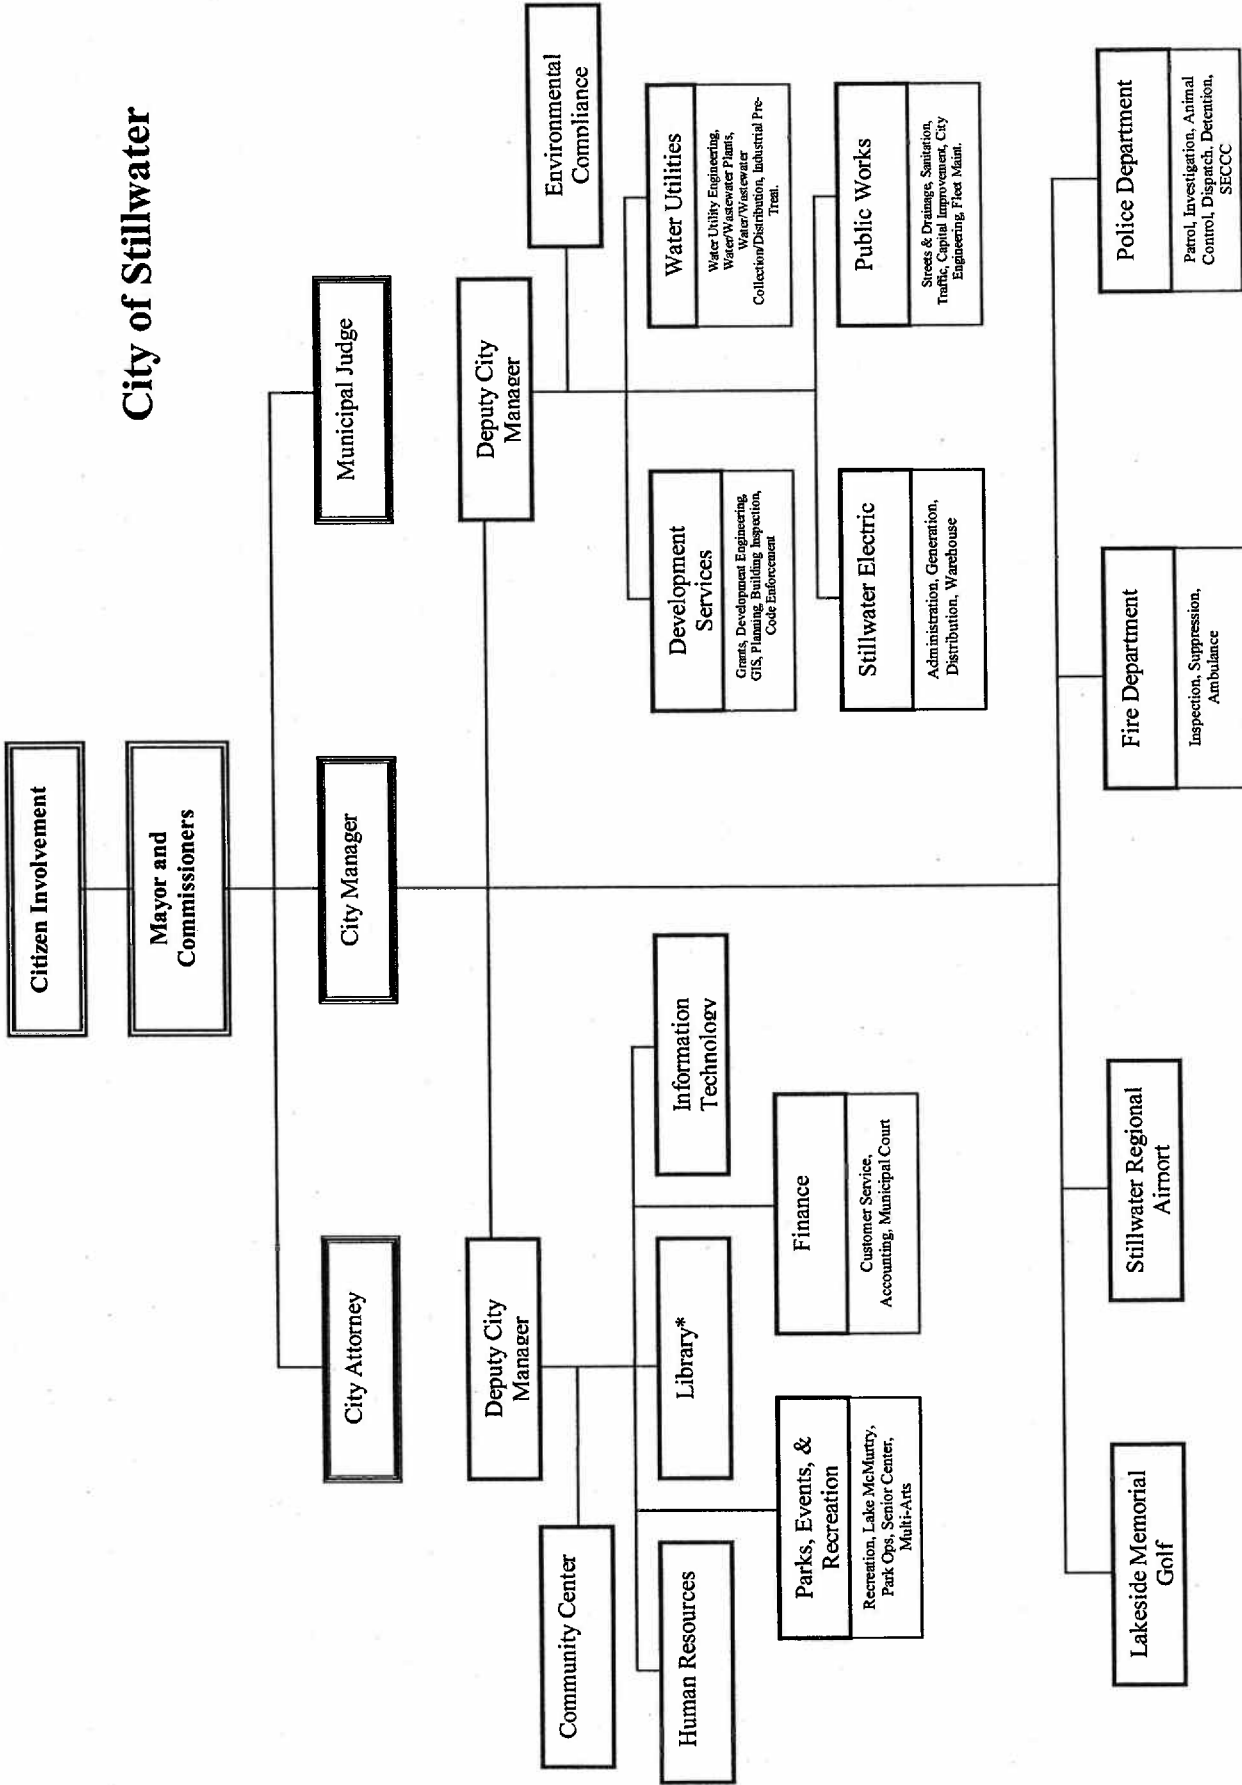 City of Stillwater
Citizen Involvement
Mayor and
Commissioners
City Attorney
City Manager
Municipal Judge
Deputy City
Manager
Deputy City
Manager
Community Center
Environmental
Compliance
Human Resources
Library*
Information
Technology
Development
Services
Grants, Development Engineering,
GIS, Planning, Building Inspection,
Code Enforcement
Water Utilities
Water Utility Engineering,
Water/Wastewater Plants,
Water/Wastewater
Collection/Distribution, Industrial Pre-
Treat.
Parks, Events, &
Recreation
Recreation, Lake McMurtry,
Park Ops, Senior Center,
Multi-Arts
Finance
Customer Service,
Accounting, Municipal Court
Stillwater Electric
Administration, Generation,
Distribution, Warehouse
Public Works
Streets & Drainage, Sanitation,
Traffic, Capital Improvement, City
Engineering, Fleet Maint.
Lakeside Memorial
Golf
Stillwater Regional
Airport
Fire Department
Inspection, Suppression,
Ambulance
Police Department
Patrol, Investigation, Animal
Control, Dispatch, Detention,
SECCC